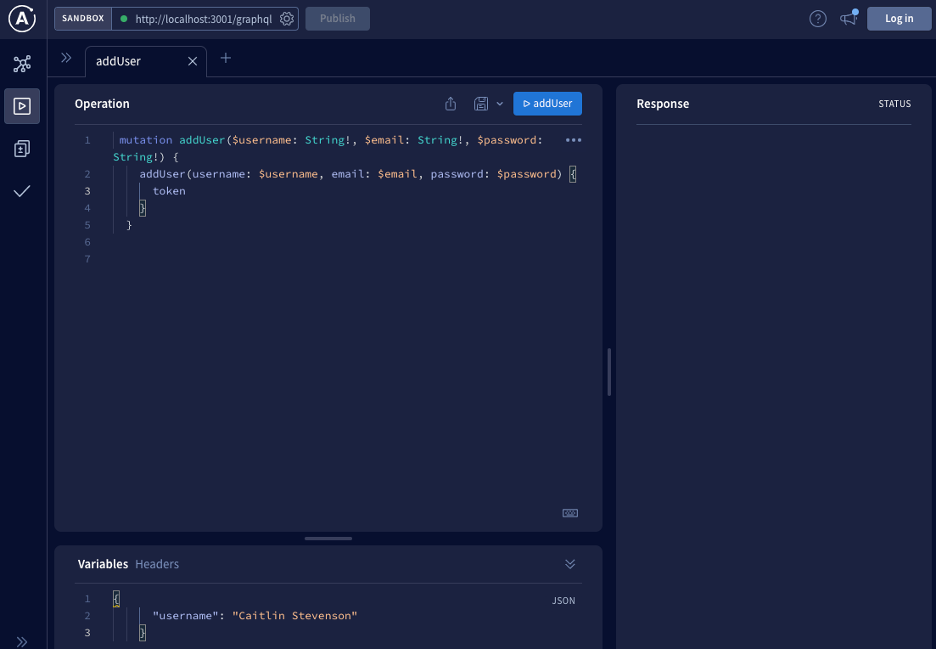 SANDBOX http://localhost:3001/graphql Publish Log in
addUser
Operation addUser
1 mutation addUser($username: String!, $email: String!, $password:
String!) {
2 addUser(username: $username, email: $email, password: $password) {
3 token
4 }
5 }
6
7
Variables Headers
1 {
JSON
2 "username": "Caitlin Stevenson"
3 }
Response STATUS